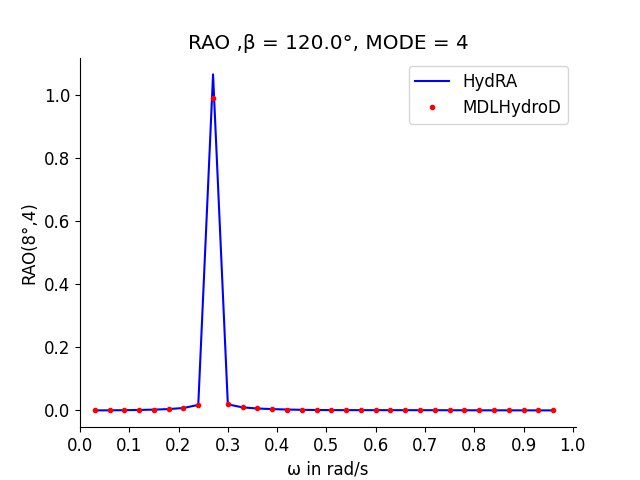 RAO ,β = 120.0°, MODE = 4
HydRA
MDLHydroD
RAO(8°,4)
1.0
0.8
0.6
0.4
0.2
0.0
0.0 0.1 0.2 0.3 0.4 0.5 0.6 0.7 0.8 0.9 1.0
ω in rad/s